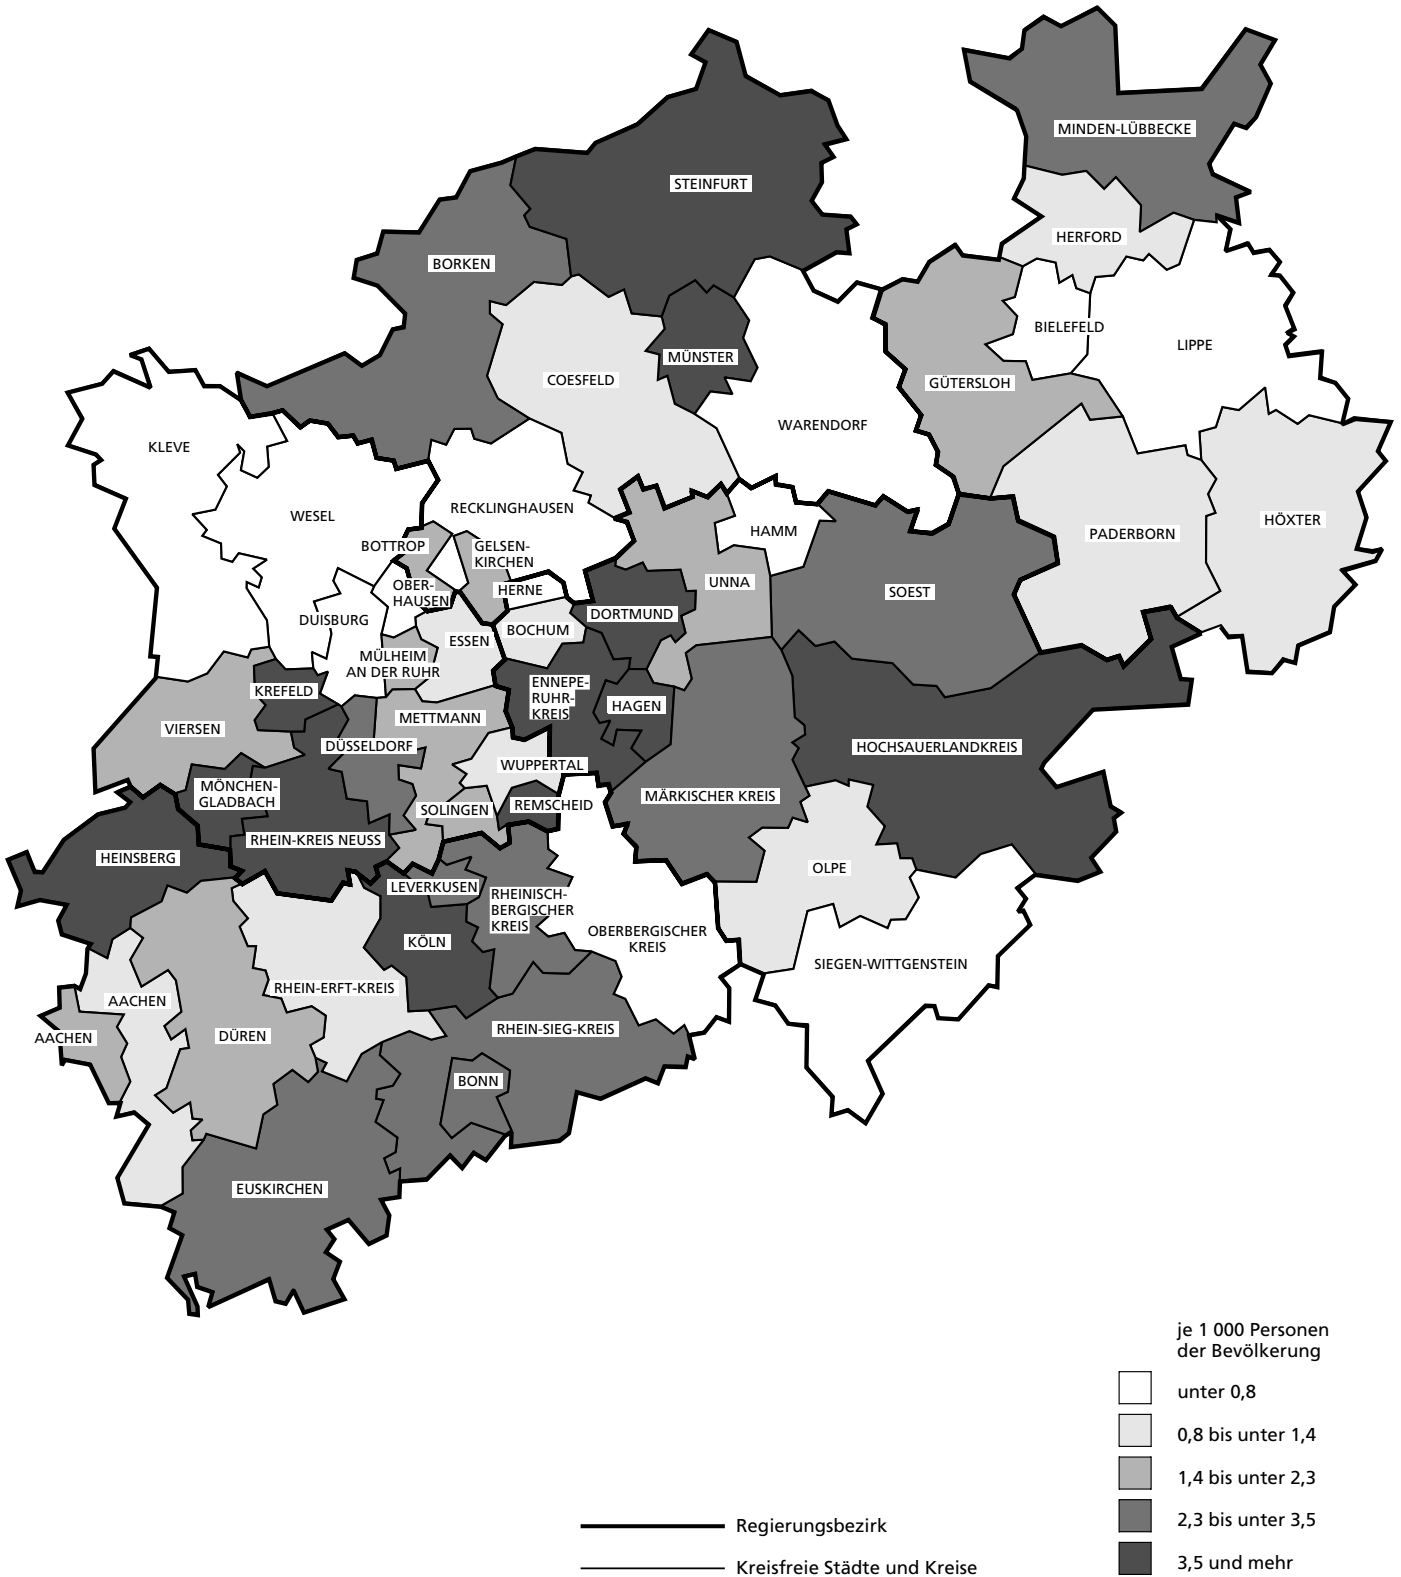 MINDEN-LÜBBECKE
STEINFURT
HERFORD
BORKEN
BIELEFELD
LIPPE
MÜNSTER
COESFELD
GÜTERSLOH
WARENDORF
KLEVE
RECKLINGHAUSEN
WESEL
HÖXTER
HAMM
PADERBORN
BOTTROP
GELSEN-
KIRCHEN
UNNA
OBER-
HAUSEN
HERNE
SOEST
DORTMUND
DUISBURG
BOCHUM
ESSEN
MÜLHEIM
AN DER RUHR
ENNEPE-
RUHR-
KREIS
KREFELD
HAGEN
METTMANN
VIERSEN
DÜSSELDORF
HOCHSAUERLANDKREIS
WUPPERTAL
MÖNCHEN-
GLADBACH
MÄRKISCHER KREIS
REMSCHEID
SOLINGEN
RHEIN-KREIS NEUSS
HEINSBERG
OLPE
LEVERKUSEN
RHEINISCH-
BERGISCHER
KREIS
OBERBERGISCHER
KREIS
KÖLN
SIEGEN-WITTGENSTEIN
RHEIN-ERFT-KREIS
AACHEN
RHEIN-SIEG-KREIS
DÜREN
AACHEN
BONN
EUSKIRCHEN
je 1 000 Personen
der Bevölkerung
unter 0,8
0,8 bis unter 1,4
1,4 bis unter 2,3
2,3 bis unter 3,5
3,5 und mehr
Regierungsbezirk
Kreisfreie Städte und Kreise